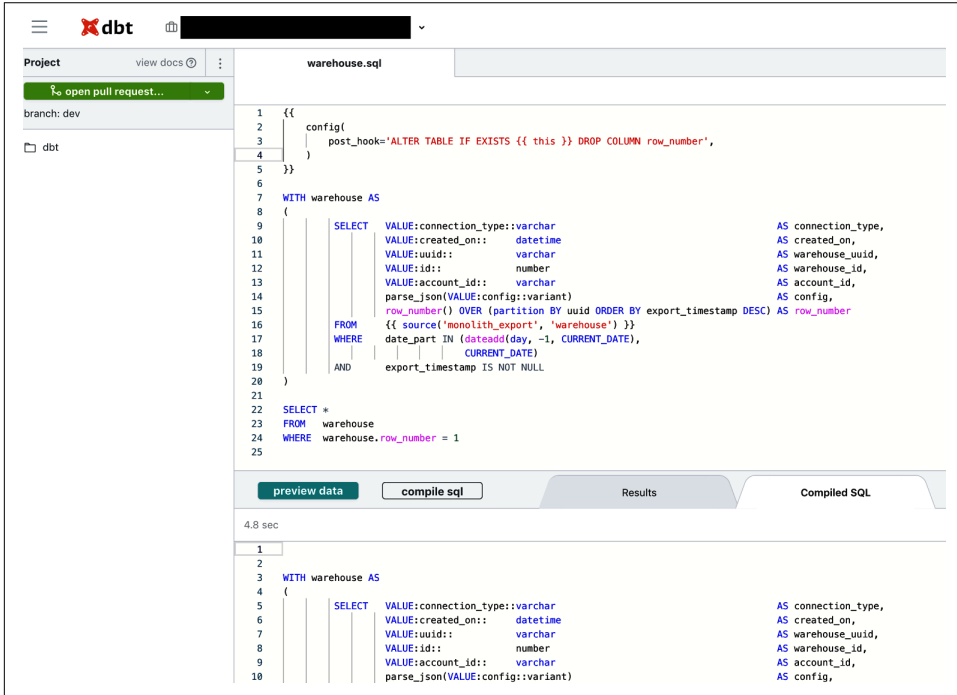 dbt
Project view docs
warehouse.sql
open pull request...
branch: dev
dbt
1 {{
2 config(
3 post_hook='ALTER TABLE IF EXISTS {{ this }} DROP COLUMN row_number',
4 )
5 }}
6
7 WITH warehouse AS
8 (
9 SELECT VALUE:connection_type::varchar AS connection_type,
10 VALUE:created_on:: datetime AS created_on,
11 VALUE:uuid:: varchar AS warehouse_uuid,
12 VALUE:id:: number AS warehouse_id,
13 VALUE:account_id:: varchar AS account_id,
14 parse_json(VALUE:config::variant) AS config,
15 row_number() OVER (partition BY uuid ORDER BY export_timestamp DESC) AS row_number
16 FROM {{ source('monolith_export', 'warehouse') }}
17 WHERE date_part IN (dateadd(day, -1, CURRENT_DATE),
18 CURRENT_DATE)
19 AND export_timestamp IS NOT NULL
20 )
21
22 SELECT *
23 FROM warehouse
24 WHERE warehouse.row_number = 1
25
preview data compile sql Results Compiled SQL
4.8 sec
1
2
3 WITH warehouse AS
4 (
5 SELECT VALUE:connection_type::varchar AS connection_type,
6 VALUE:created_on:: datetime AS created_on,
7 VALUE:uuid:: varchar AS warehouse_uuid,
8 VALUE:id:: number AS warehouse_id,
9 VALUE:account_id:: varchar AS account_id,
10 parse_json(VALUE:config::variant) AS config,